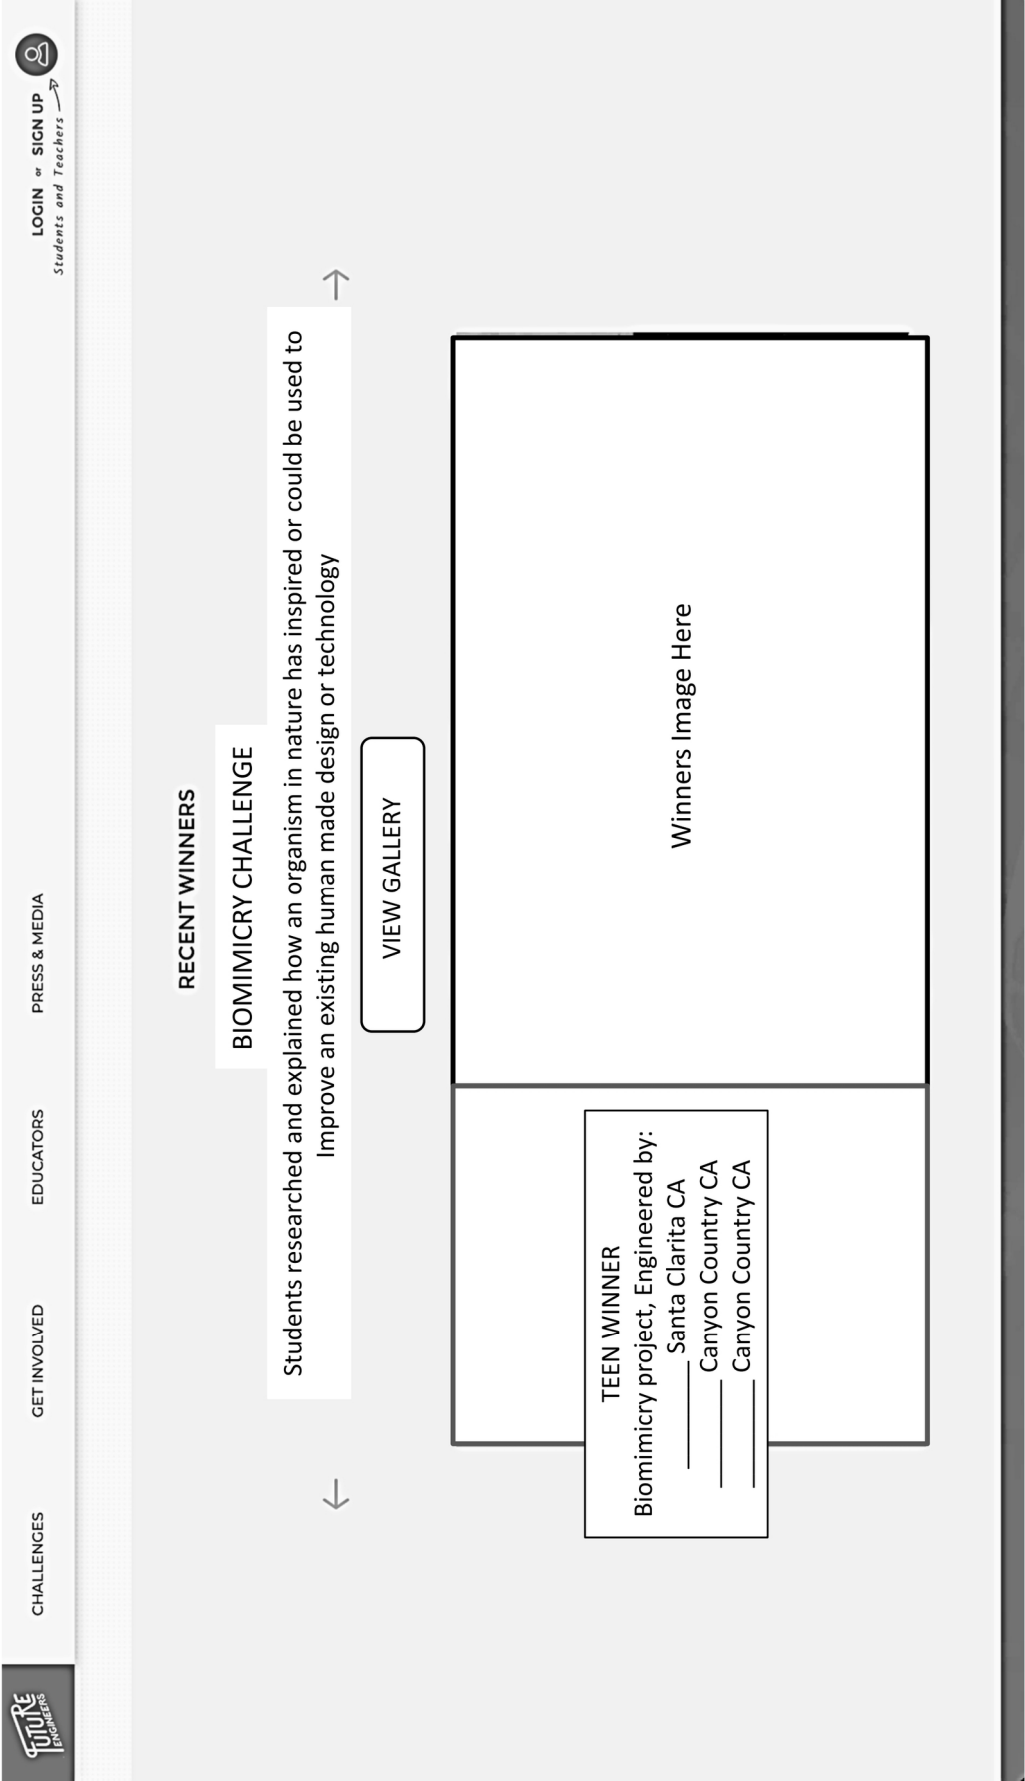 FUTURE
ENGINEERS
CHALLENGES
GET INVOLVED
EDUCATORS
PRESS & MEDIA
LOGIN or SIGN UP
Students and Teachers
RECENT WINNERS
BIOMIMICRY CHALLENGE
Students researched and explained how an organism in nature has inspired or could be used to
Improve an existing human made design or technology
VIEW GALLERY
TEEN WINNER
Biomimicry project, Engineered by:
________ Santa Clarita CA
________ Canyon Country CA
________ Canyon Country CA
Winners Image Here